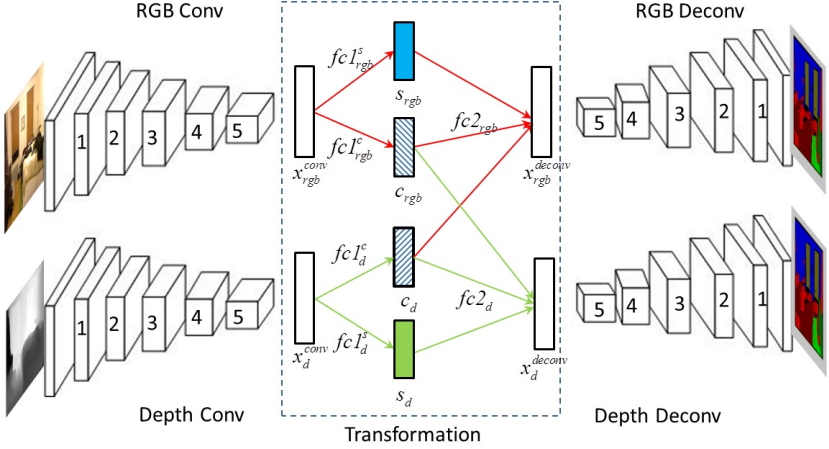 RGB Conv
RGB Deconv
1 2 3 4 5
fc1^s_rgb
s_rgb
fc1^c_rgb
fc2_rgb
x^conv_rgb
c_rgb
x^deconv_rgb
5 4 3 2 1
1 2 3 4 5
fc1^c_d
c_d
fc2_d
fc1^s_d
x^conv_d
s_d
x^deconv_d
5 4 3 2 1
Depth Conv
Depth Deconv
Transformation